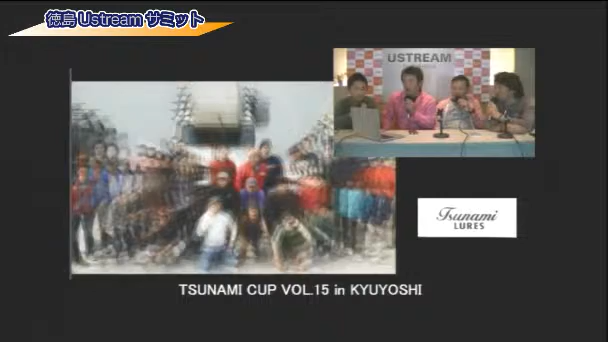 徳島 Ustream サミット
USTREAM
Tsunami
LURES
TSUNAMI CUP VOL.15 in KYUYOSHI